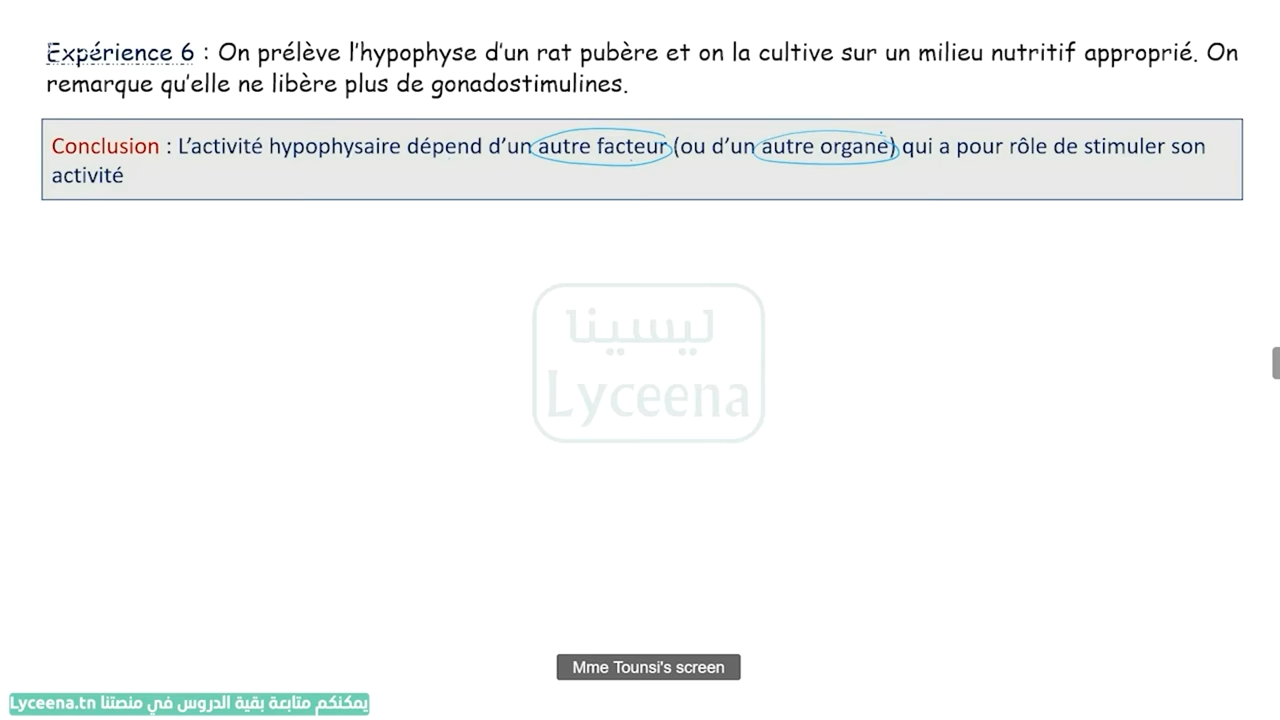 Expérience 6 : On prélève l'hypophyse d'un rat pubère et on la cultive sur un milieu nutritif approprié. On
remarque qu'elle ne libère plus de gonadostimulines.
Conclusion : L'activité hypophysaire dépend d'un autre facteur (ou d'un autre organe) qui a pour rôle de stimuler son
activité
ليسينا
Lyceena
Mme Tounsi's screen
يمكنكم متابعة بقية الدروس في منصتنا Lyceena.tn